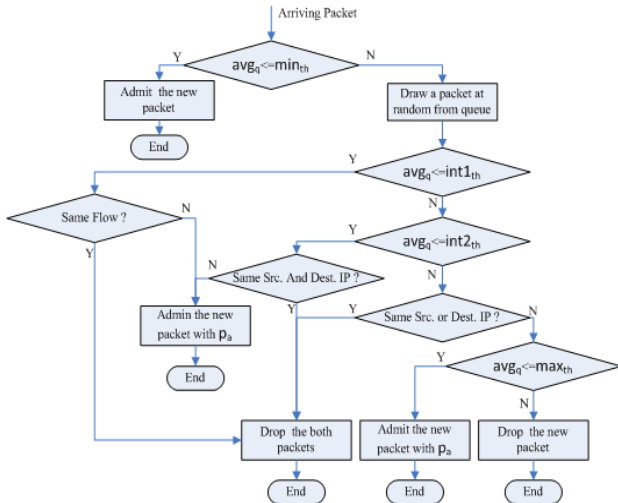 Arriving Packet
avgq<=minth
Y
N
Admit the new
packet
Draw a packet at
random from queue
End
Y
avgq<=int1th
N
Same Flow ?
N
Y
Y
avgq<=int2th
N
N
Same Src. And Dest. IP ?
Y
Y
Same Src. or Dest. IP ?
N
Admin the new
packet with pa
End
Y
avgq<=maxth
N
Drop the both
packets
Admit the new
packet with pa
Drop the new
packet
End
End
End